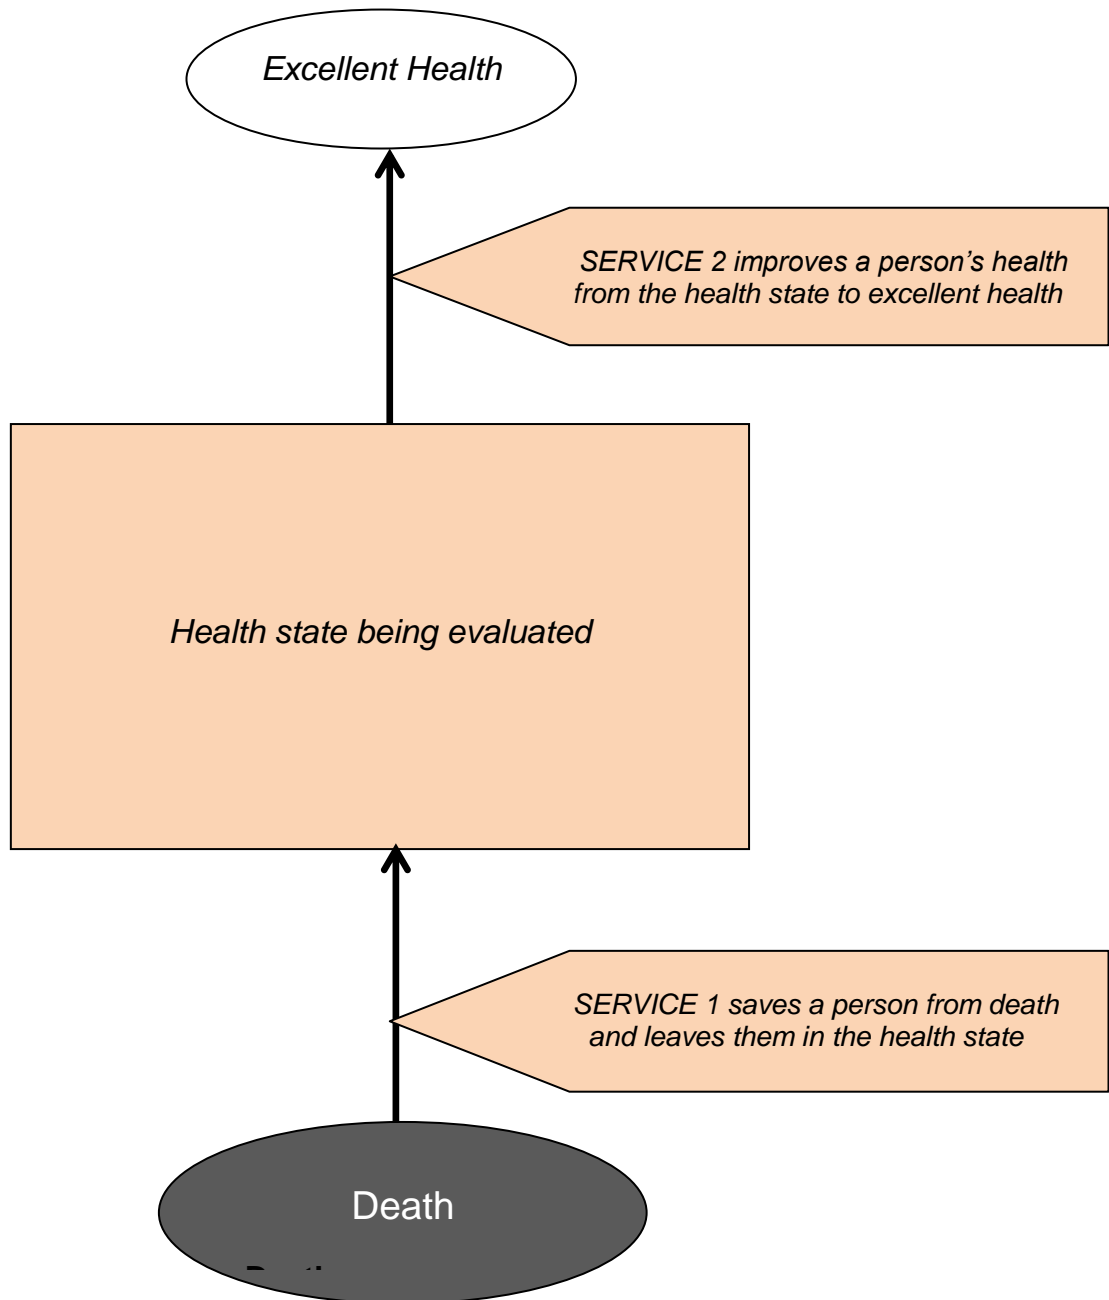 Excellent Health
SERVICE 2 improves a person’s health
from the health state to excellent health
Health state being evaluated
SERVICE 1 saves a person from death
and leaves them in the health state
Death